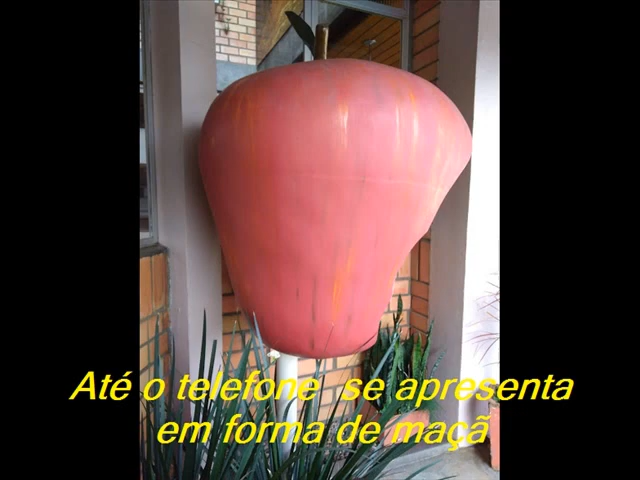 Até o telefone se apresenta
em forma de maçã